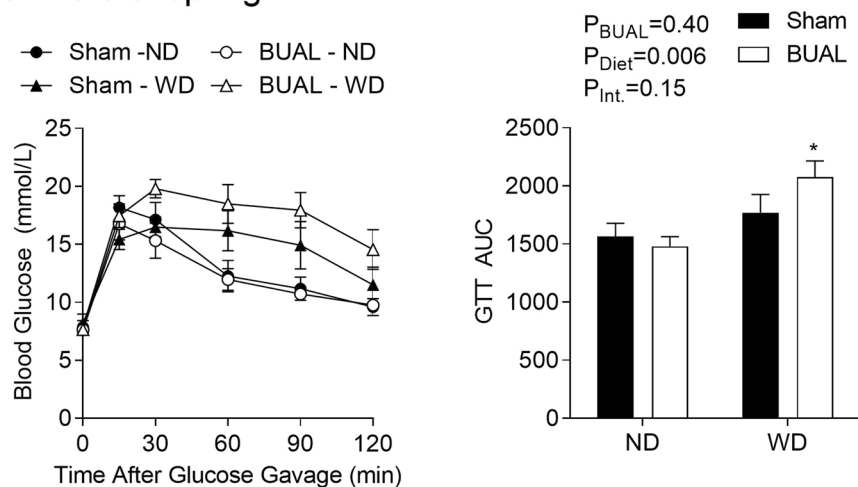 Sham -ND
BUAL - ND
Sham - WD
BUAL - WD
25
20
15
10
5
0
Blood Glucose (mmol/L)
0 30 60 90 120
Time After Glucose Gavage (min)
P_BUAL=0.40
P_Diet=0.006
P_Int.=0.15
Sham
BUAL
2500
2000
1500
1000
500
0
GTT AUC
*
ND WD